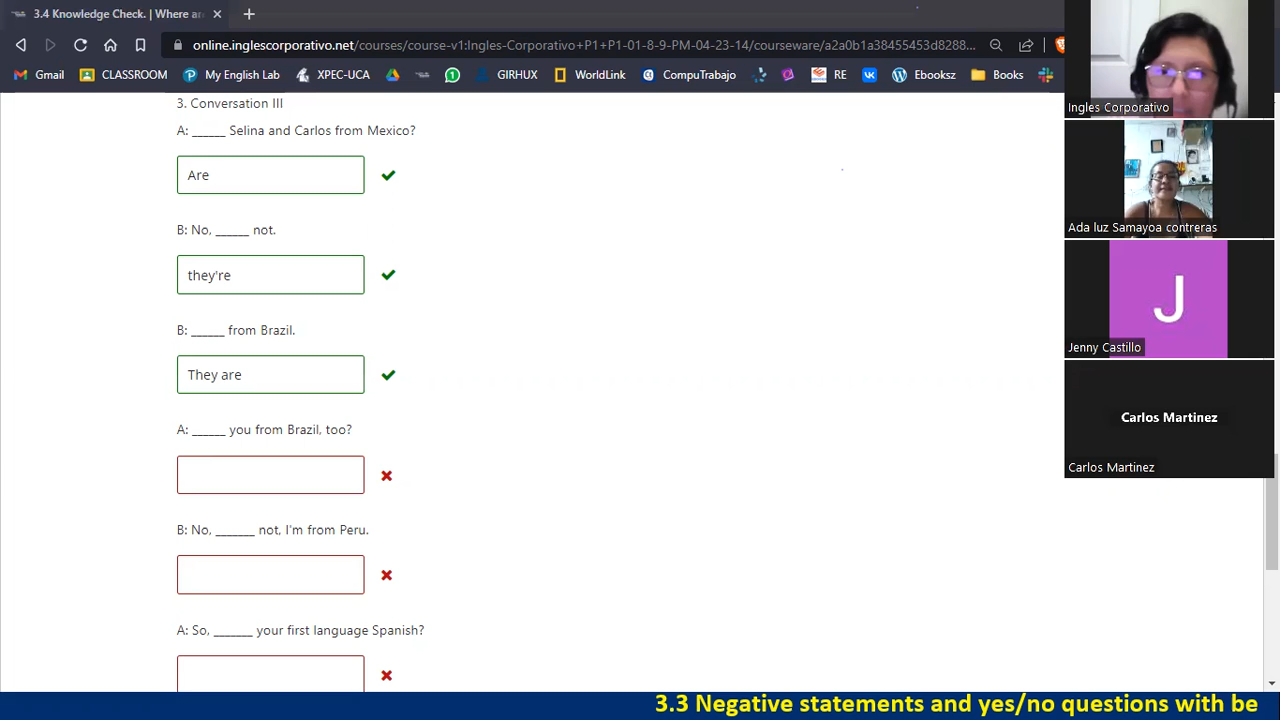 3.4 Knowledge Check. | Where ar
online.inglescorporativo.net/courses/course-v1:Ingles-Corporativo+P1+P1-01-8-9-PM-04-23-14/courseware/a2a0b1a38455453d8288...
Gmail CLASSROOM My English Lab XPEC-UCA GIRHUX WorldLink CompuTrabajo RE Ebooksz Books
3. Conversation III
A: ______ Selina and Carlos from Mexico?
Are
B: No, ______ not.
they're
B: ______ from Brazil.
They are
A: ______ you from Brazil, too?
B: No, _______ not, I'm from Peru.
A: So, _______ your first language Spanish?
Ingles Corporativo
Ada luz Samayoa contreras
J
Jenny Castillo
Carlos Martinez
Carlos Martinez
3.3 Negative statements and yes/no questions with be